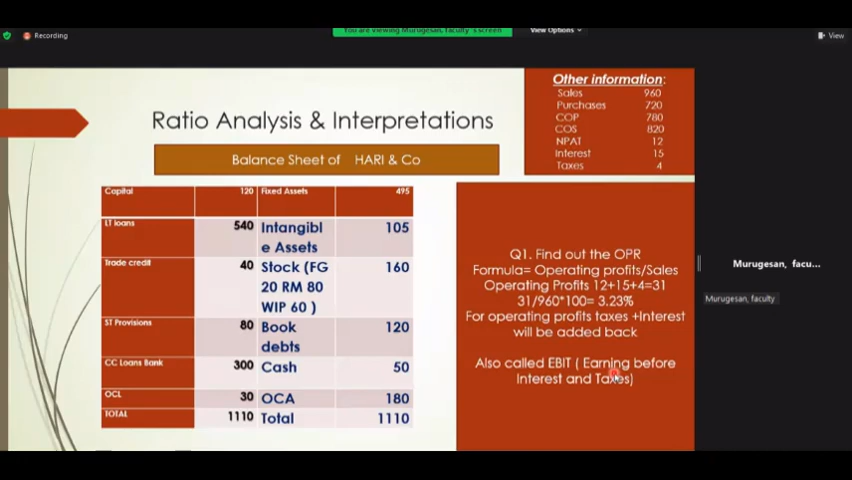 Recording
You are viewing Murugesan, faculty's screen
View Options
View
Other information:
Sales 960
Purchases 720
COP 780
COS 820
NPAT 12
Interest 15
Taxes 4
Ratio Analysis & Interpretations
Balance Sheet of HARI & Co
Capital 120 Fixed Assets 495
LT loans 540 Intangibl
e Assets 105
Trade credit 40 Stock (FG 160
20 RM 80
WIP 60 )
ST Provisions 80 Book 120
debts
CC Loans Bank 300 Cash 50
OCL 30 OCA 180
TOTAL 1110 Total 1110
Q1. Find out the OPR
Formula= Operating profits/Sales
Operating Profits 12+15+4=31
31/960*100= 3.23%
For operating profits taxes +Interest
will be added back
Also called EBIT ( Earning before
Interest and Taxes)
Murugesan, facu...
Murugesan, faculty